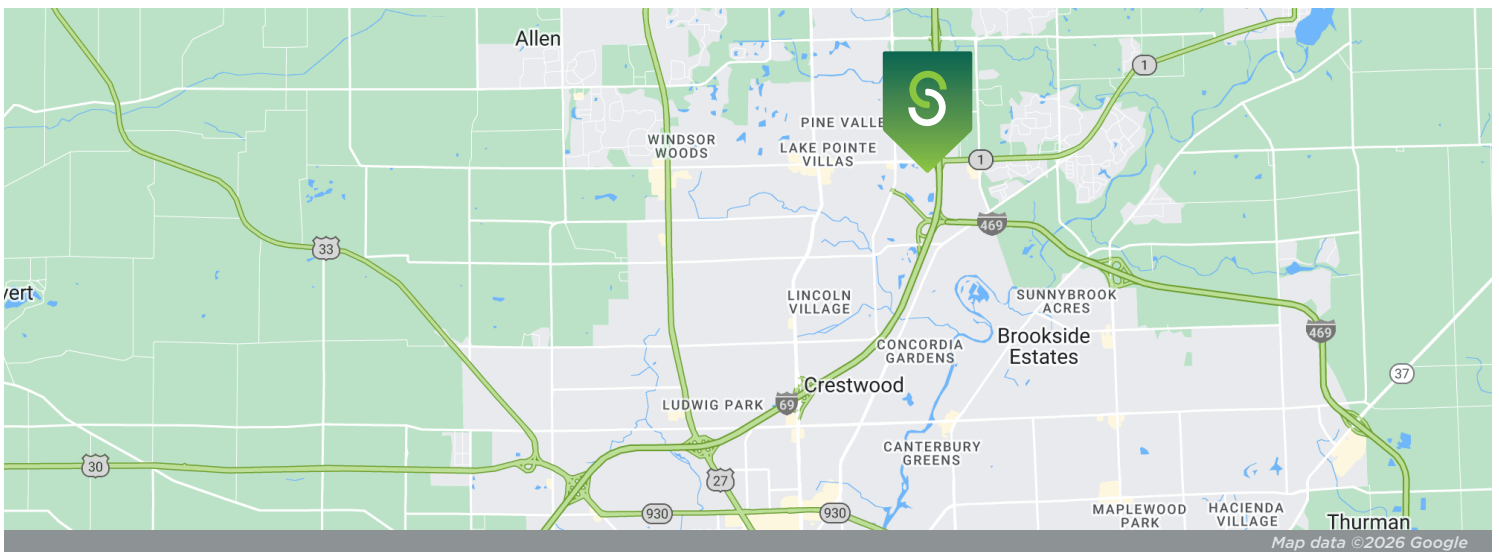 Allen
1
S
PINE VALLE
WINDSOR
WOODS
LAKE POINTE
VILLAS
1
469
33
vert
LINCOLN
VILLAGE
SUNNYBROOK
ACRES
469
CONCORDIA
GARDENS
Brookside
Estates
37
Crestwood
69
LUDWIG PARK
CANTERBURY
GREENS
30
27
930
930
MAPLEWOOD
PARK
HACIENDA
VILLAGE
Thurman
Map data ©2026 Google